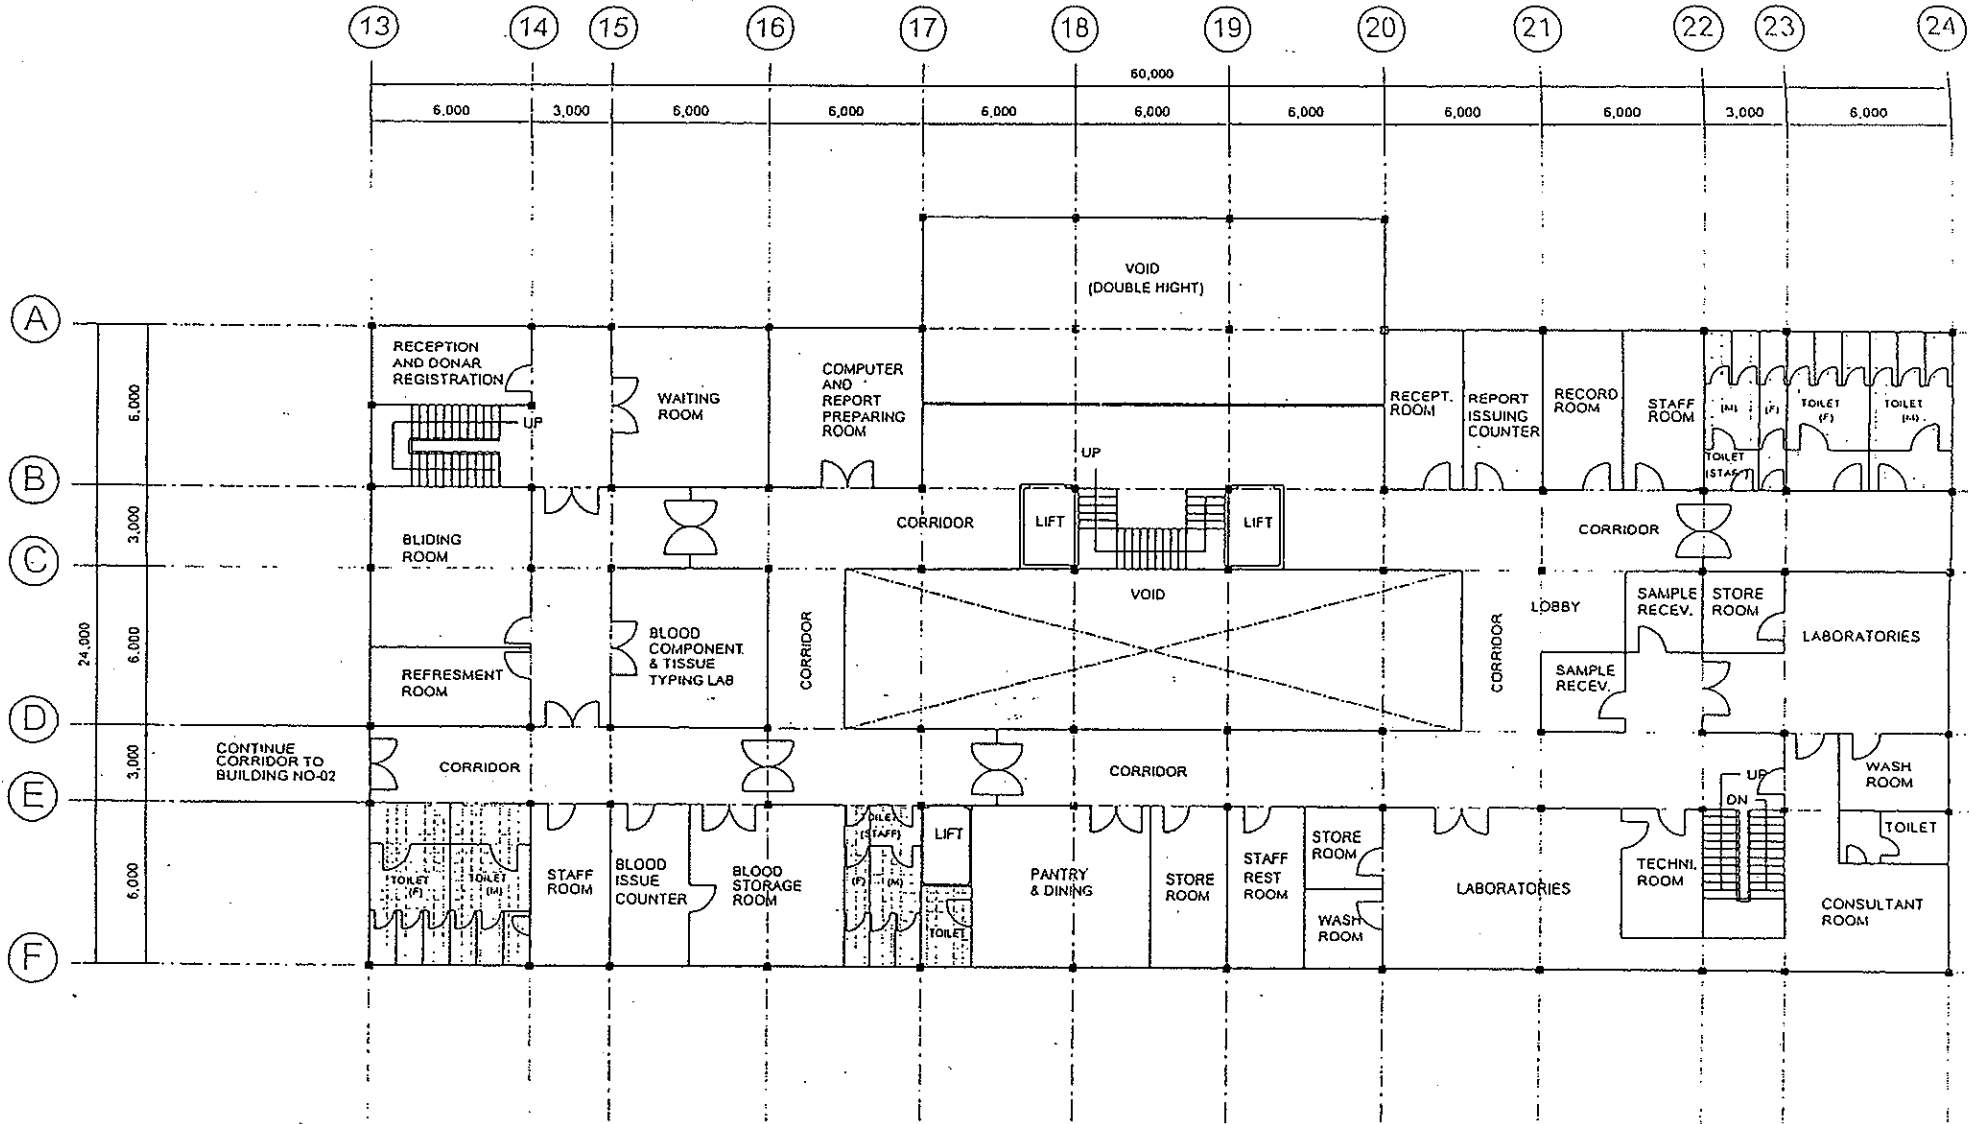 13 14 15 16 17 18 19 20 21 22 23 24
60,000
6,000 3,000 6,000 6,000 6,000 6,000 6,000 6,000 6,000 3,000 6,000
VOID
(DOUBLE HIGHT)
A
RECEPTION
AND DONAR
REGISTRATION
UP
WAITING
ROOM
COMPUTER
AND
REPORT
PREPARING
ROOM
RECEPT.
ROOM
REPORT
ISSUING
COUNTER
RECORD
ROOM
STAFF
ROOM
(M)
(F)
TOILET
(F)
TOILET
(M)
TOILET
(STAFF)
6,000
B
UP
LIFT
LIFT
CORRIDOR
CORRIDOR
BLIDING
ROOM
3,000
C
VOID
LOBBY
SAMPLE
RECEV.
STORE
ROOM
LABORATORIES
BLOOD
COMPONENT
& TISSUE
TYPING LAB
CORRIDOR
CORRIDOR
SAMPLE
RECEV.
REFRESMENT
ROOM
24,000
6,000
D
CONTINUE
CORRIDOR TO
BUILDING NO-02
3,000
CORRIDOR
CORRIDOR
UP
DN
WASH
ROOM
E
TOILET
(F)
TOILET
(M)
STAFF
ROOM
BLOOD
ISSUE
COUNTER
BLOOD
STORAGE
ROOM
TOILET
(STAFF)
(F)
(M)
LIFT
TOILET
PANTRY
& DINING
STORE
ROOM
STAFF
REST
ROOM
STORE
ROOM
WASH
ROOM
LABORATORIES
TECHNI.
ROOM
TOILET
CONSULTANT
ROOM
6,000
F